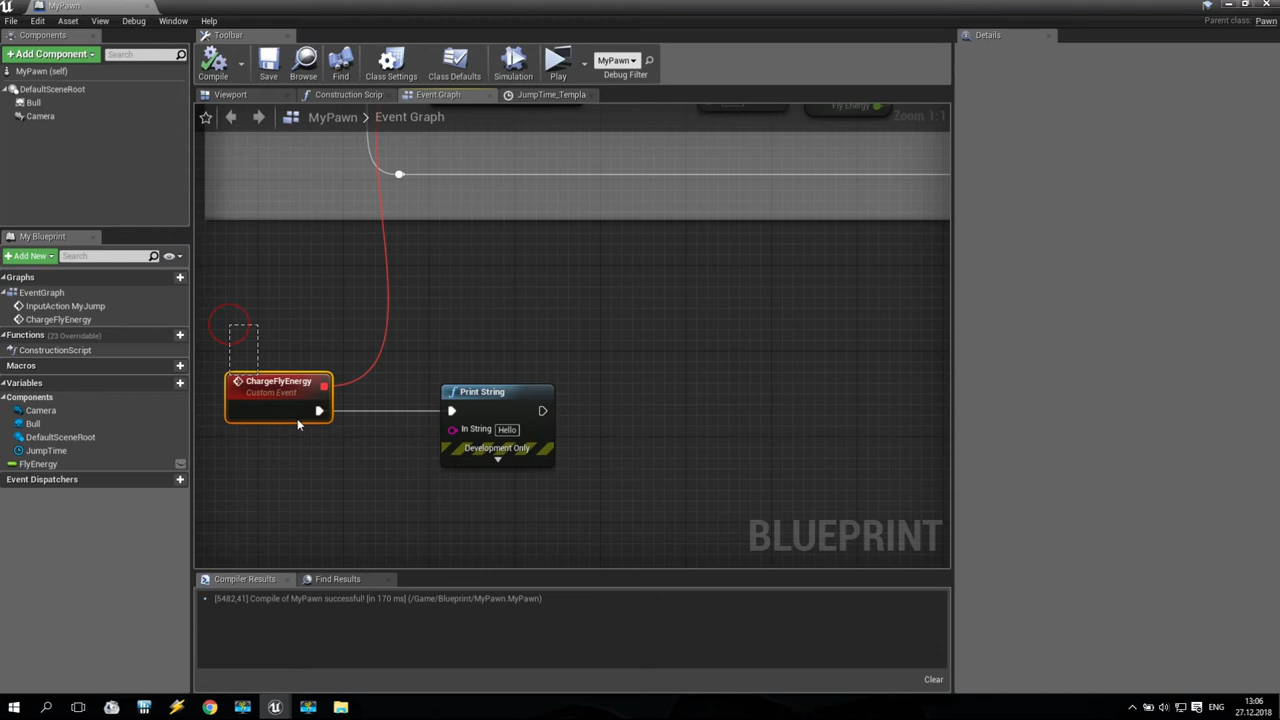 MyPawn
File Edit Asset View Debug Window Help
Parent class: Pawn
Components
Toolbar
Details
+Add Component
Search
Compile
Save
Browse
Find
Class Settings
Class Defaults
Simulation
Play
MyPawn
Debug Filter
MyPawn (self)
DefaultSceneRoot
Bull
Camera
Viewport
Construction Scrip
Event Graph
JumpTime_Templa
MyPawn > Event Graph
Zoom 1:1
Fly Energy
My Blueprint
+Add New
Search
Graphs
EventGraph
InputAction MyJump
ChargeFlyEnergy
Functions (23 Overridable)
ConstructionScript
Macros
Variables
Components
Camera
Bull
DefaultSceneRoot
JumpTime
FlyEnergy
Event Dispatchers
ChargeFlyEnergy
Custom Event
Print String
In String Hello
Development Only
BLUEPRINT
Compiler Results
Find Results
[5482,41] Compile of MyPawn successful! [in 170 ms] (/Game/Blueprint/MyPawn.MyPawn)
Clear
ENG
13:06
27.12.2018